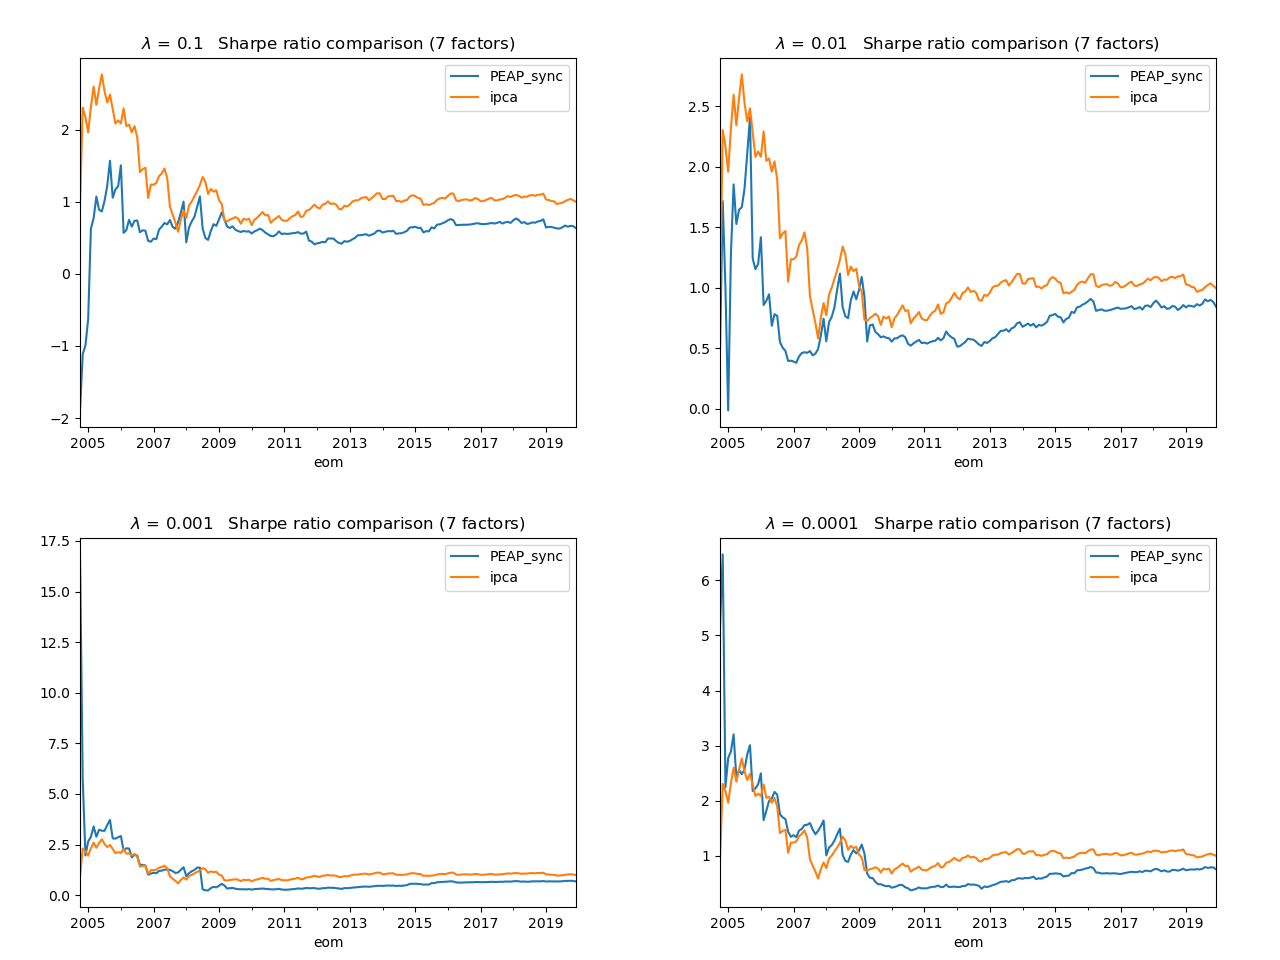 λ = 0.1   Sharpe ratio comparison (7 factors)
PEAP_sync
ipca
2
1
0
−1
−2
2005 2007 2009 2011 2013 2015 2017 2019
eom
λ = 0.01   Sharpe ratio comparison (7 factors)
PEAP_sync
ipca
2.5
2.0
1.5
1.0
0.5
0.0
2005 2007 2009 2011 2013 2015 2017 2019
eom
λ = 0.001   Sharpe ratio comparison (7 factors)
PEAP_sync
ipca
17.5
15.0
12.5
10.0
7.5
5.0
2.5
0.0
2005 2007 2009 2011 2013 2015 2017 2019
eom
λ = 0.0001   Sharpe ratio comparison (7 factors)
PEAP_sync
ipca
6
5
4
3
2
1
2005 2007 2009 2011 2013 2015 2017 2019
eom